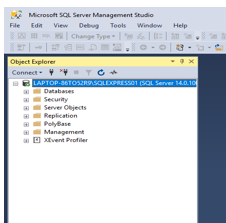 Microsoft SQL Server Management Studio
File Edit View Debug Tools Window Help
Change Type
Object Explorer
Connect
LAPTOP-86TO52R9\SQLEXPRESS01 (SQL Server 14.0.10
Databases
Security
Server Objects
Replication
PolyBase
Management
XEvent Profiler